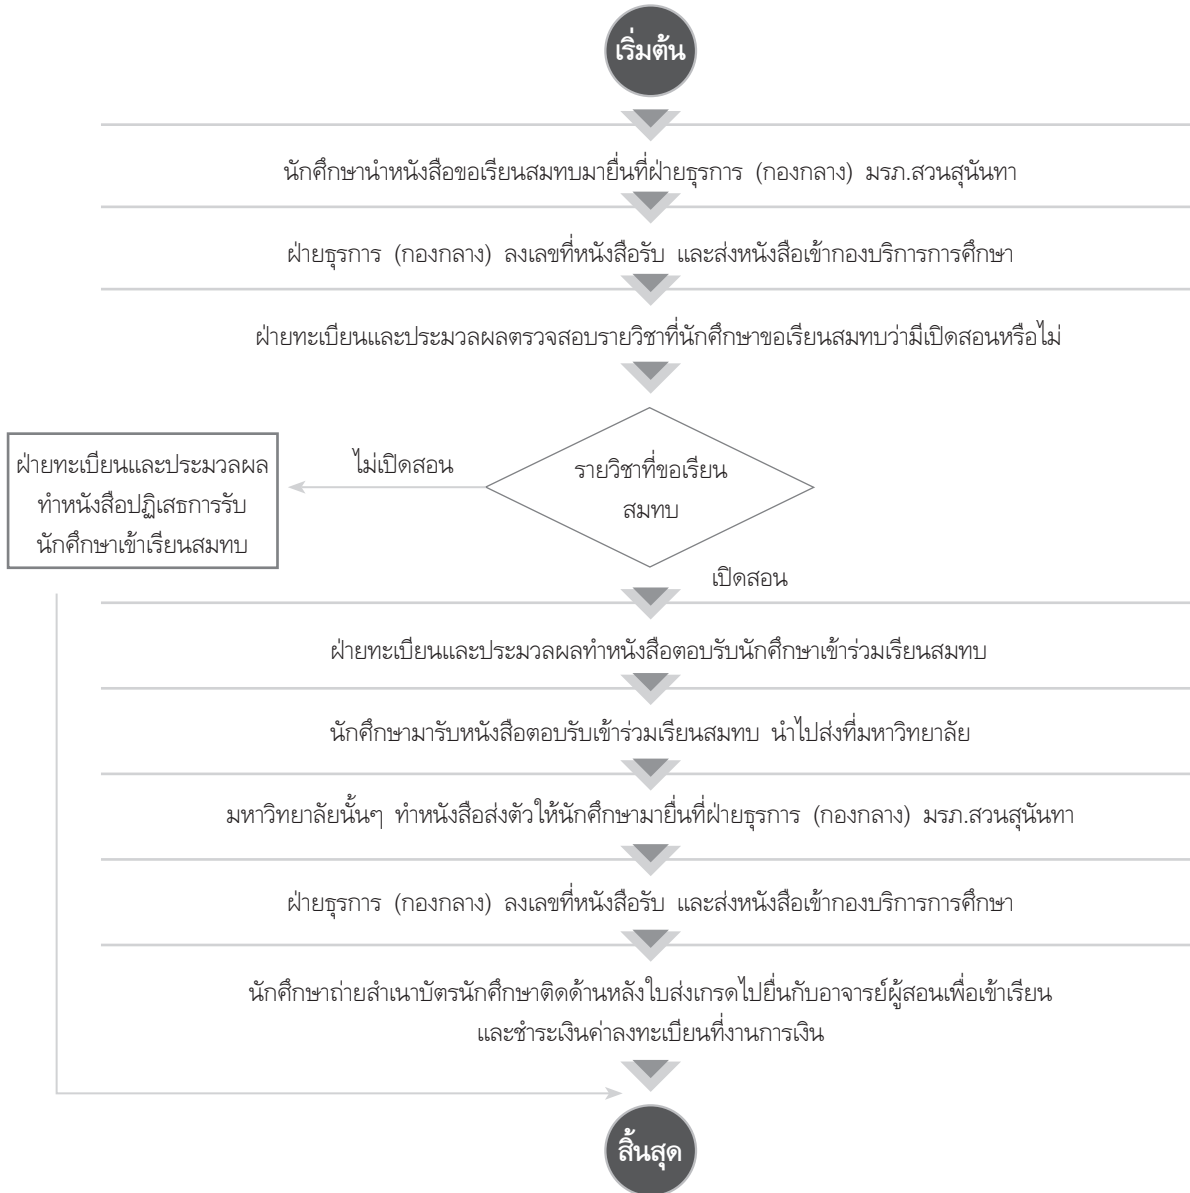 เริ่มต้น
นักศึกษานำหนังสือขอเรียนสมทบมายื่นที่ฝ่ายธุรการ (กองกลาง) มรภ.สวนสุนันทา
ฝ่ายธุรการ (กองกลาง) ลงเลขที่หนังสือรับ และส่งหนังสือเข้ากองบริการการศึกษา
ฝ่ายทะเบียนและประมวลผลตรวจสอบรายวิชาที่นักศึกษาขอเรียนสมทบว่ามีเปิดสอนหรือไม่
รายวิชาที่ขอเรียน
สมทบ
ไม่เปิดสอน
ฝ่ายทะเบียนและประมวลผล
ทำหนังสือปฏิเสธการรับ
นักศึกษาเข้าเรียนสมทบ
เปิดสอน
ฝ่ายทะเบียนและประมวลผลทำหนังสือตอบรับนักศึกษาเข้าร่วมเรียนสมทบ
นักศึกษามารับหนังสือตอบรับเข้าร่วมเรียนสมทบ นำไปส่งที่มหาวิทยาลัย
มหาวิทยาลัยนั้นๆ ทำหนังสือส่งตัวให้นักศึกษามายื่นที่ฝ่ายธุรการ (กองกลาง) มรภ.สวนสุนันทา
ฝ่ายธุรการ (กองกลาง) ลงเลขที่หนังสือรับ และส่งหนังสือเข้ากองบริการการศึกษา
นักศึกษาถ่ายสำเนาบัตรนักศึกษาติดด้านหลังใบส่งเกรดไปยื่นกับอาจารย์ผู้สอนเพื่อเข้าเรียน
และชำระเงินค่าลงทะเบียนที่งานการเงิน
สิ้นสุด